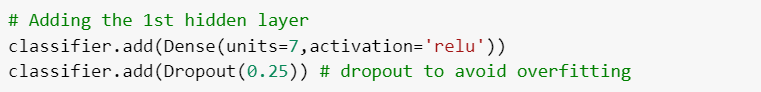 # Adding the 1st hidden layer
classifier.add(Dense(units=7,activation='relu'))
classifier.add(Dropout(0.25)) # dropout to avoid overfitting